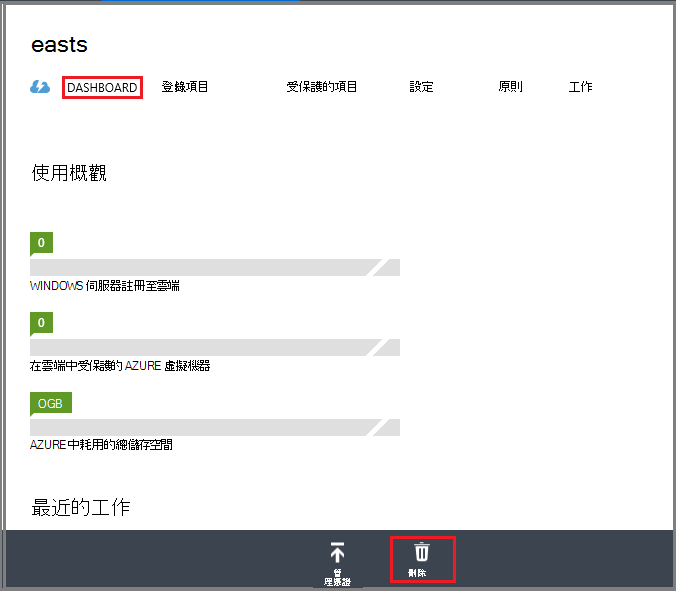 easts
DASHBOARD 登錄項目 受保護的項目 設定 原則 工作
使用概觀
0
WINDOWS 伺服器註冊至雲端
0
在雲端中受保護的 AZURE 虛擬機器
OGB
AZURE 中耗用的總儲存空間
最近的工作
管
理憑證
刪除